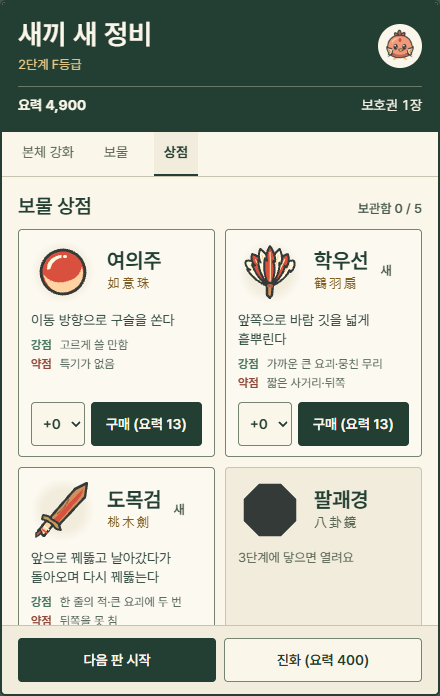 새끼 새 정비
2단계 F등급
요력 4,900
보호권 1장
본체 강화
보물
상점
보물 상점
보관함 0 / 5
여의주
如意珠
이동 방향으로 구슬을 쏜다
강점 고르게 쓸 만함
약점 특기가 없음
+0
구매 (요력 13)
학우선
새
鶴羽扇
앞쪽으로 바람 깃을 넓게
흩뿌린다
강점 가까운 큰 요괴·뭉친 무리
약점 짧은 사거리·뒤쪽
+0
구매 (요력 13)
도목검
새
桃木劍
앞으로 꿰뚫고 날아갔다가
돌아오며 다시 꿰뚫는다
강점 한 줄의 적·큰 요괴에 두 번
약점 뒤쪽을 못 침
팔괘경
八卦鏡
3단계에 닿으면 열려요
다음 판 시작
진화 (요력 400)